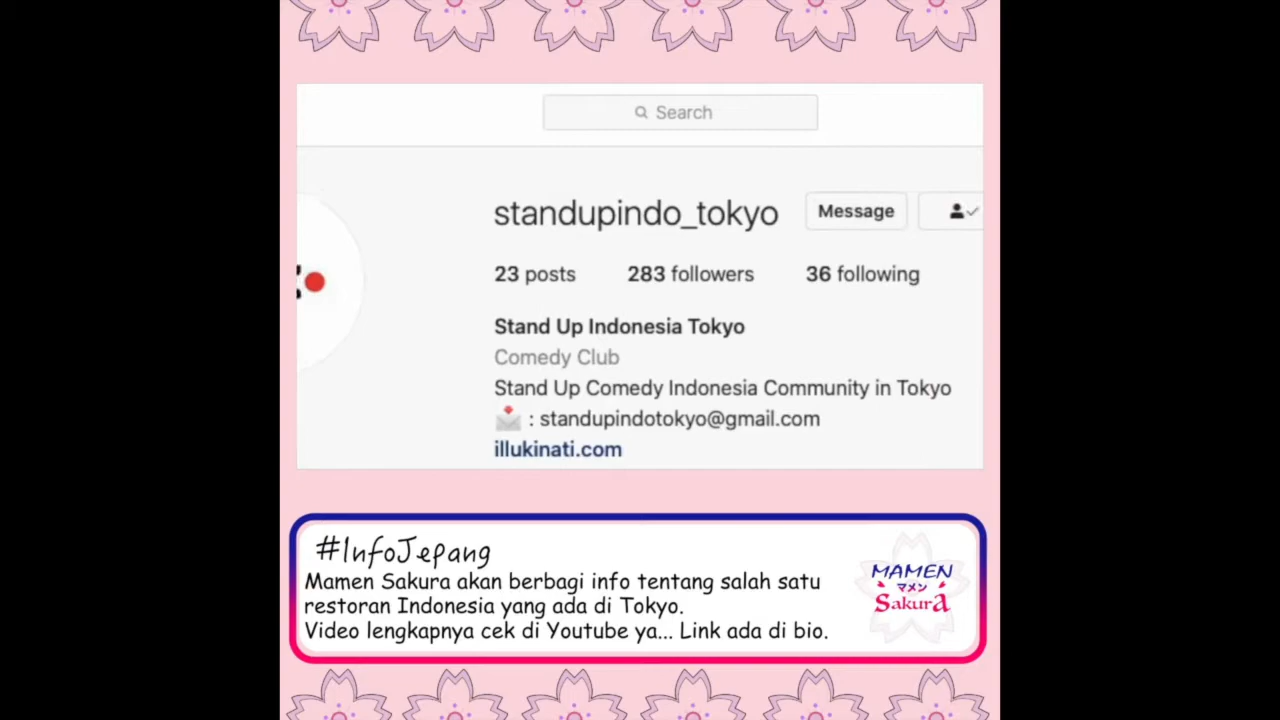 Search
standupindo_tokyo Message
23 posts 283 followers 36 following
Stand Up Indonesia Tokyo
Comedy Club
Stand Up Comedy Indonesia Community in Tokyo
: standupindotokyo@gmail.com
illukinati.com
#InfoJepang
Mamen Sakura akan berbagi info tentang salah satu
restoran Indonesia yang ada di Tokyo.
Video lengkapnya cek di Youtube ya... Link ada di bio.
MAMEN
マメン
Sakura